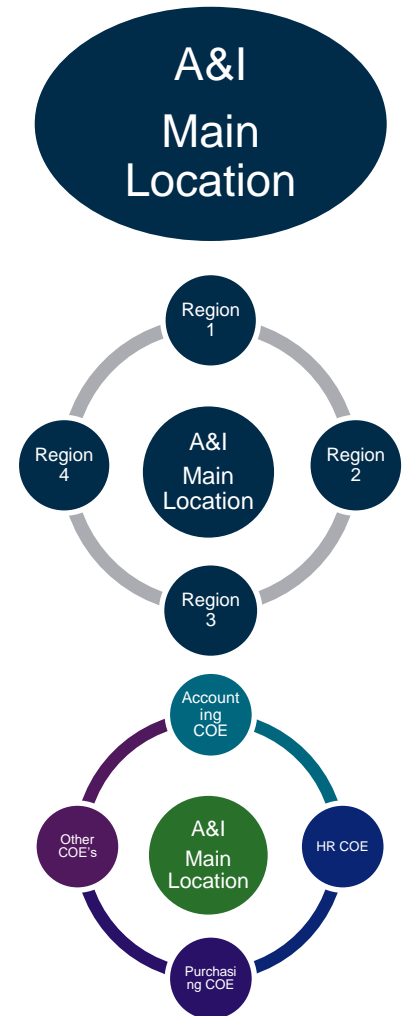 A&I
Main
Location
Region
1
Region
4
A&I
Main
Location
Region
2
Region
3
Account
ing
COE
Other
COE's
A&I
Main
Location
HR COE
Purchasi
ng COE